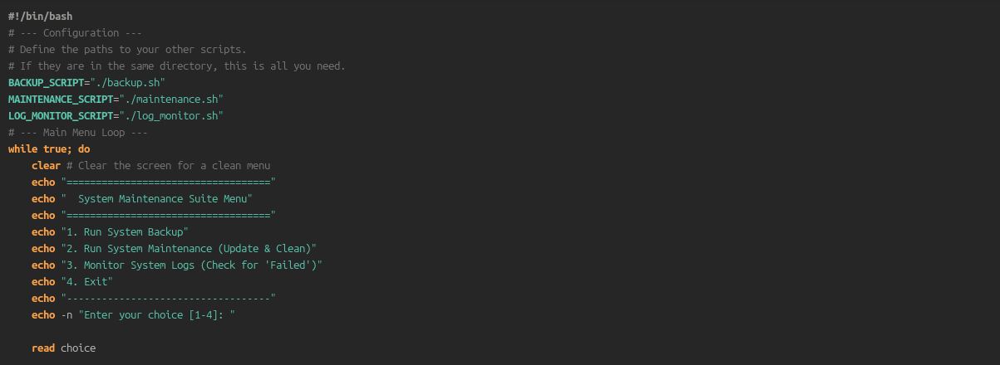 #!/bin/bash
# --- Configuration ---
# Define the paths to your other scripts.
# If they are in the same directory, this is all you need.
BACKUP_SCRIPT="./backup.sh"
MAINTENANCE_SCRIPT="./maintenance.sh"
LOG_MONITOR_SCRIPT="./log_monitor.sh"
# --- Main Menu Loop ---
while true; do
    clear # Clear the screen for a clean menu
    echo "==================================="
    echo "  System Maintenance Suite Menu"
    echo "==================================="
    echo "1. Run System Backup"
    echo "2. Run System Maintenance (Update & Clean)"
    echo "3. Monitor System Logs (Check for 'Failed')"
    echo "4. Exit"
    echo "-----------------------------------"
    echo -n "Enter your choice [1-4]: "
    read choice